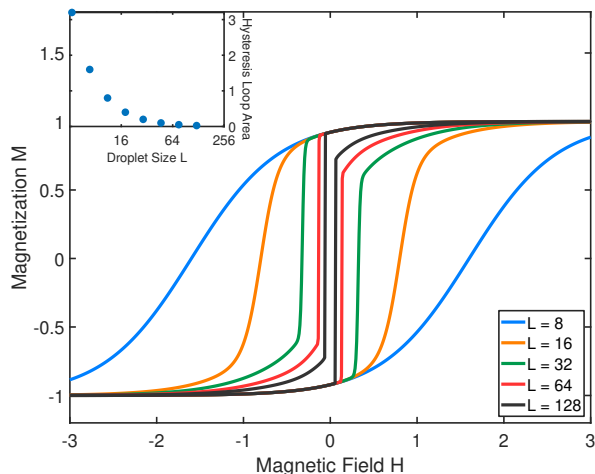 1.5
1
0.5
0
-0.5
-1
Magnetization M
-3
-2
-1
0
1
2
3
Magnetic Field H
3
2
1
0
Hysteresis Loop Area
16
64
256
Droplet Size L
L = 8
L = 16
L = 32
L = 64
L = 128